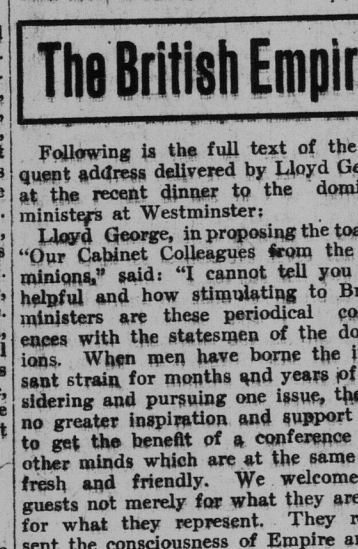 The British Empir
Following is the full text of the
quent address delivered by Lloyd Ge
at the recent dinner to the domi
ministers at Westminster:
Lloyd George, in proposing the toa
"Our Cabinet Colleagues from the
minions," said: "I cannot tell you
helpful and how stimulating to Br
ministers are these periodical co
ences with the statesmen of the do
ions. When men have borne the i
sant strain for months and years of
sidering and pursuing one issue, the
no greater inspiration and support
to get the benefit of a conference
other minds which are at the same
fresh and friendly. We welcome
guests not merely for what they are
for what they represent. They r
sent the consciousness of Empire a